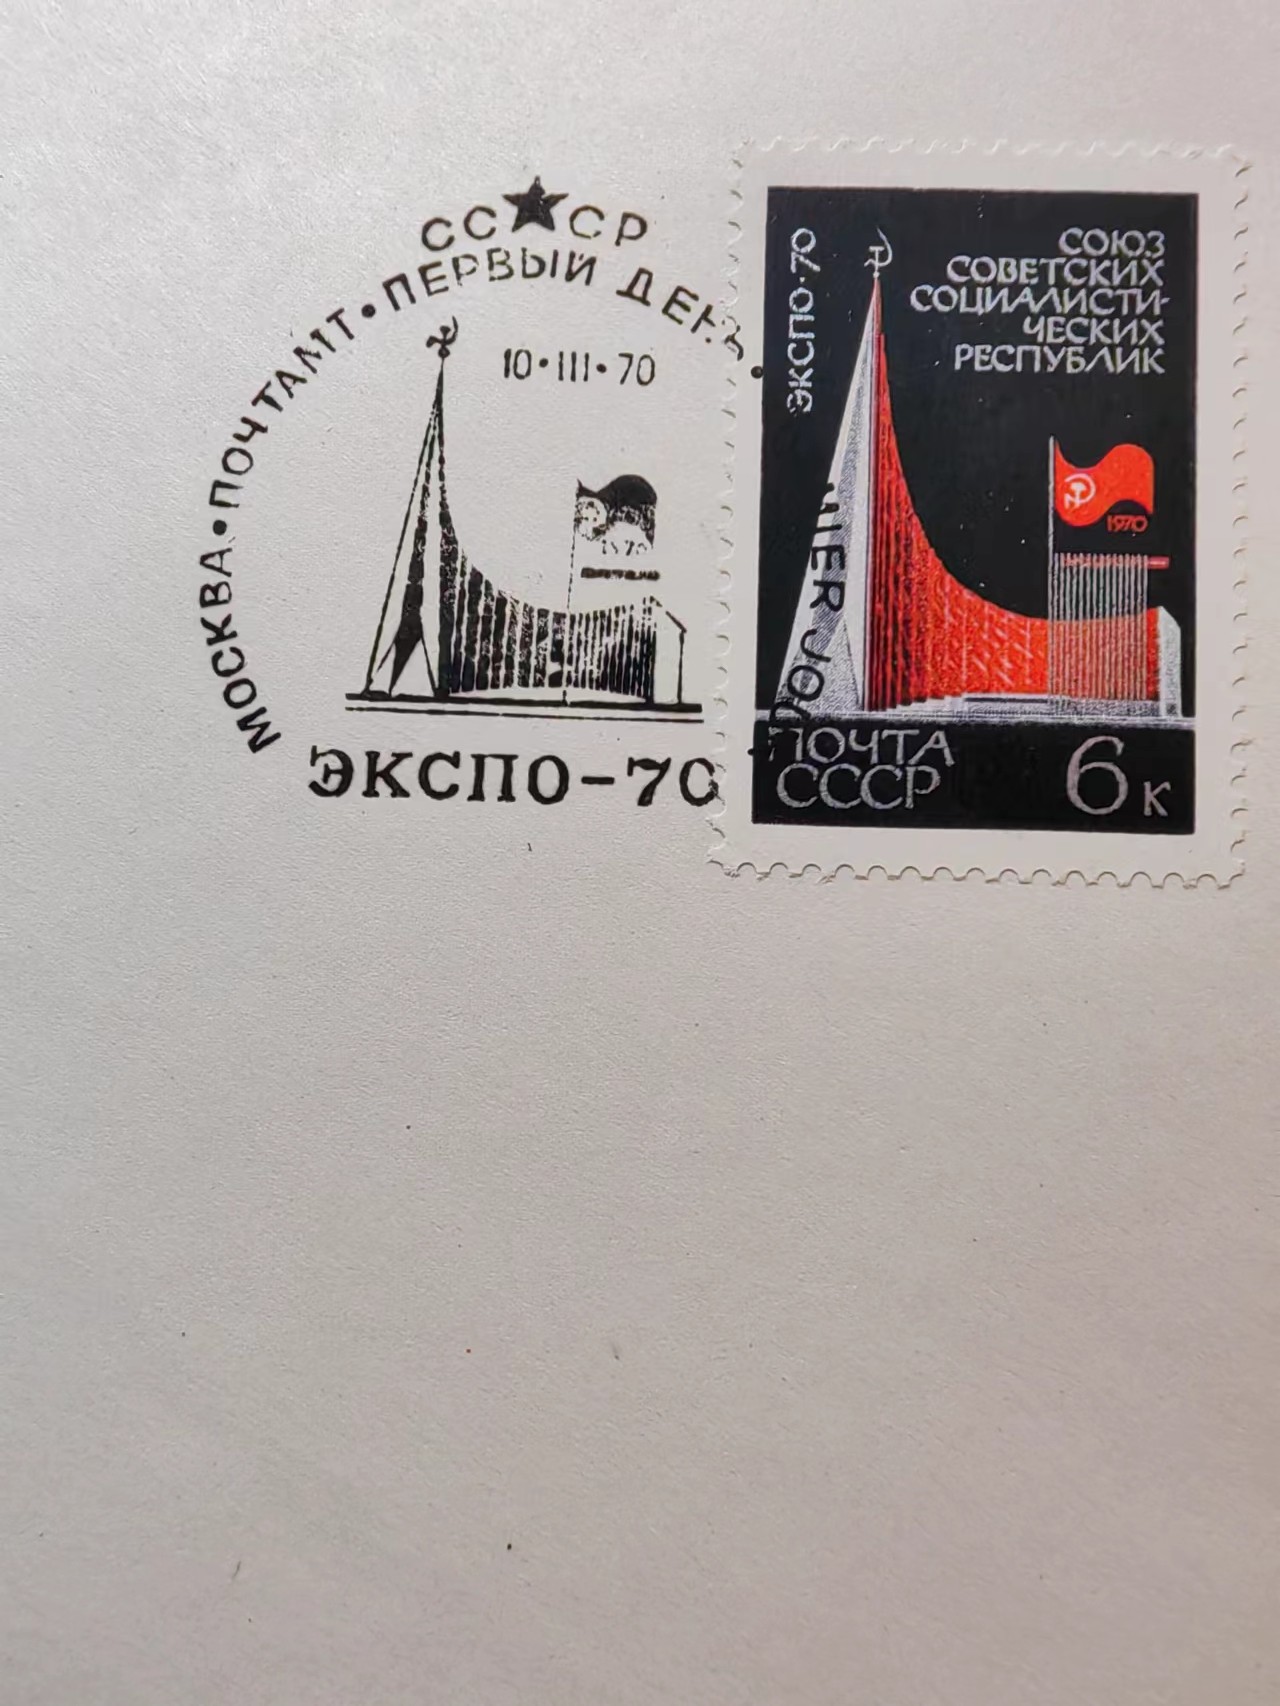 СС★СР
МОСКВА•ПОЧТАМТ•ПЕРВЫЙ ДЕНЬ•
10•III•70
1970
ЭКСПО-70
ЭКСПО·70
СОЮЗ
СОВЕТСКИХ
СОЦИАЛИСТИ-
ЧЕСКИХ
РЕСПУБЛИК
1970
ПОЧТА
СССР
6 к